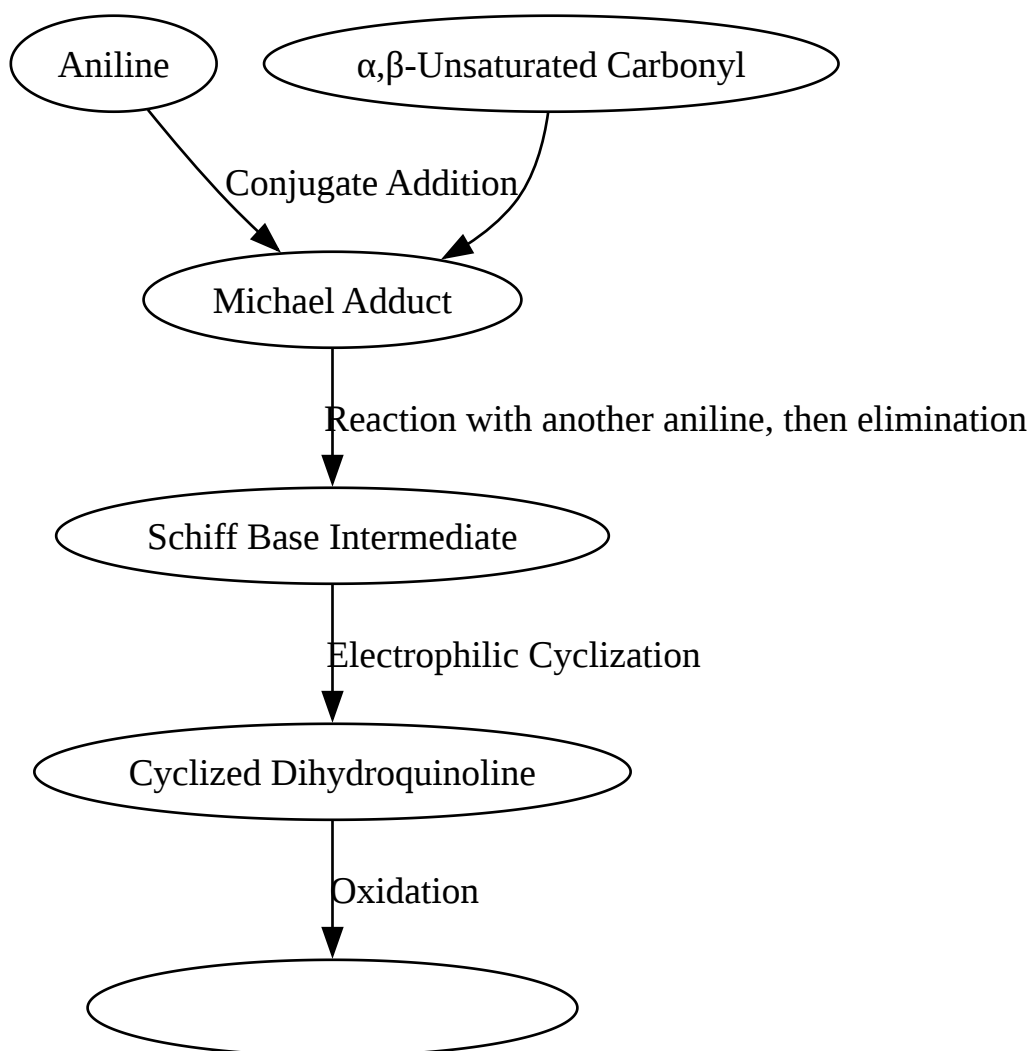 Aniline
α,β-Unsaturated Carbonyl
Conjugate Addition
Michael Adduct
Reaction with another aniline, then elimination
Schiff Base Intermediate
Electrophilic Cyclization
Cyclized Dihydroquinoline
Oxidation